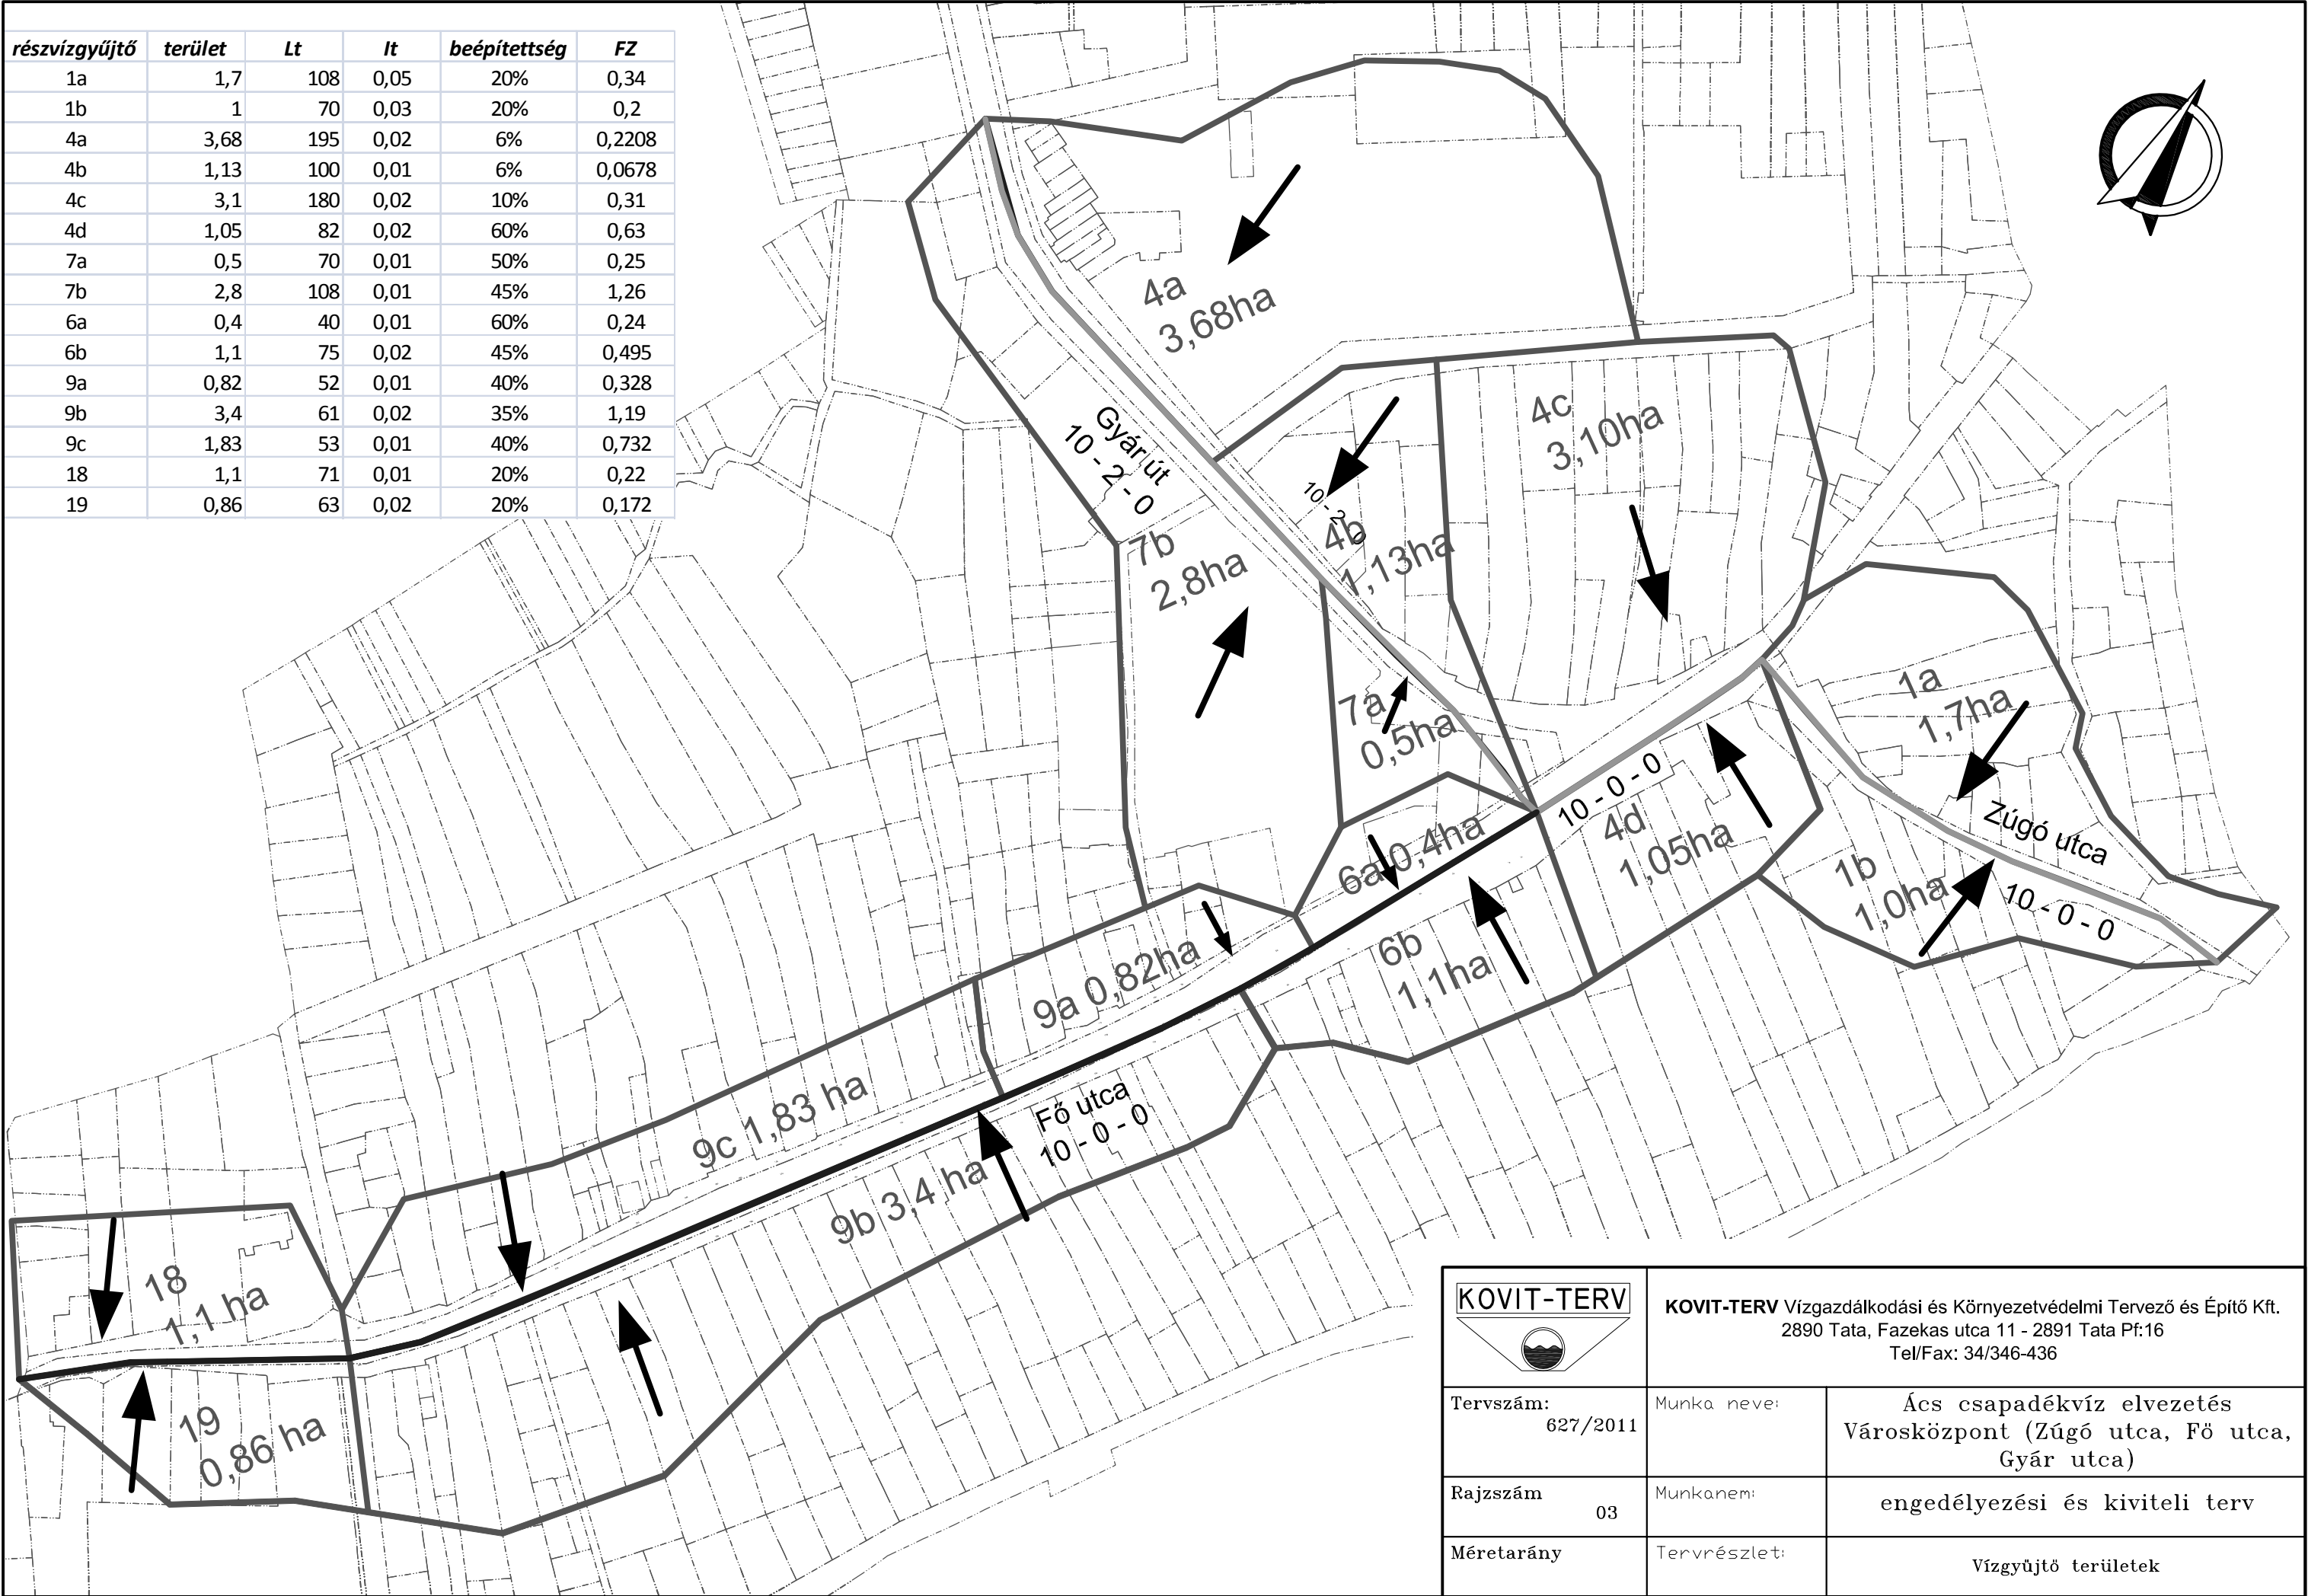 részvízgyűjtő terület Lt It beépítettség FZ
1a 1,7 108 0,05 20% 0,34
1b 1 70 0,03 20% 0,2
4a 3,68 195 0,02 6% 0,2208
4b 1,13 100 0,01 6% 0,0678
4c 3,1 180 0,02 10% 0,31
4d 1,05 82 0,02 60% 0,63
7a 0,5 70 0,01 50% 0,25
7b 2,8 108 0,01 45% 1,26
6a 0,4 40 0,01 60% 0,24
6b 1,1 75 0,02 45% 0,495
9a 0,82 52 0,01 40% 0,328
9b 3,4 61 0,02 35% 1,19
9c 1,83 53 0,01 40% 0,732
18 1,1 71 0,01 20% 0,22
19 0,86 63 0,02 20% 0,172
4a
3,68ha
Gyár út
10 - 2 - 0
4c
3,10ha
10 - 2
0
4b
1,13ha
7b
2,8ha
7a
0,5ha
1a
1,7ha
Zúgó utca
10 - 0 - 0
1b
1,0ha
10 - 0 - 0
4d
1,05ha
6a 0,4ha
6b
1,1ha
9a 0,82ha
Fő utca
10 - 0 - 0
9c 1,83 ha
9b 3,4 ha
18
1,1 ha
19
0,86 ha
KOVIT-TERV
KOVIT-TERV Vízgazdálkodási és Környezetvédelmi Tervező és Építő Kft.
2890 Tata, Fazekas utca 11 - 2891 Tata Pf:16
Tel/Fax: 34/346-436
Tervszám:
627/2011
Munka neve:
Ács csapadékvíz elvezetés
Városközpont (Zúgó utca, Fő utca,
Gyár utca)
Rajzszám
03
Munkanem:
engedélyezési és kiviteli terv
Méretarány
Tervrészlet:
Vízgyűjtő területek